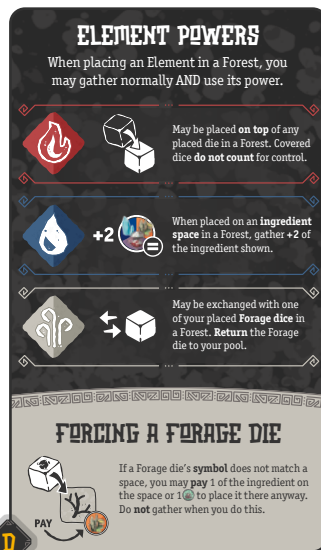 ELEMENT POWERS
When placing an Element in a Forest, you
may gather normally AND use its power.
May be placed on top of any
placed die in a Forest. Covered
dice do not count for control.
+2
When placed on an ingredient
space in a Forest, gather +2 of
the ingredient shown.
May be exchanged with one
of your placed Forage dice in
a Forest. Return the Forage
die to your pool.
FORCING A FORAGE DIE
If a Forage die's symbol does not match a
space, you may pay 1 of the ingredient on
the space or 1 to place it there anyway.
Do not gather when you do this.
PAY